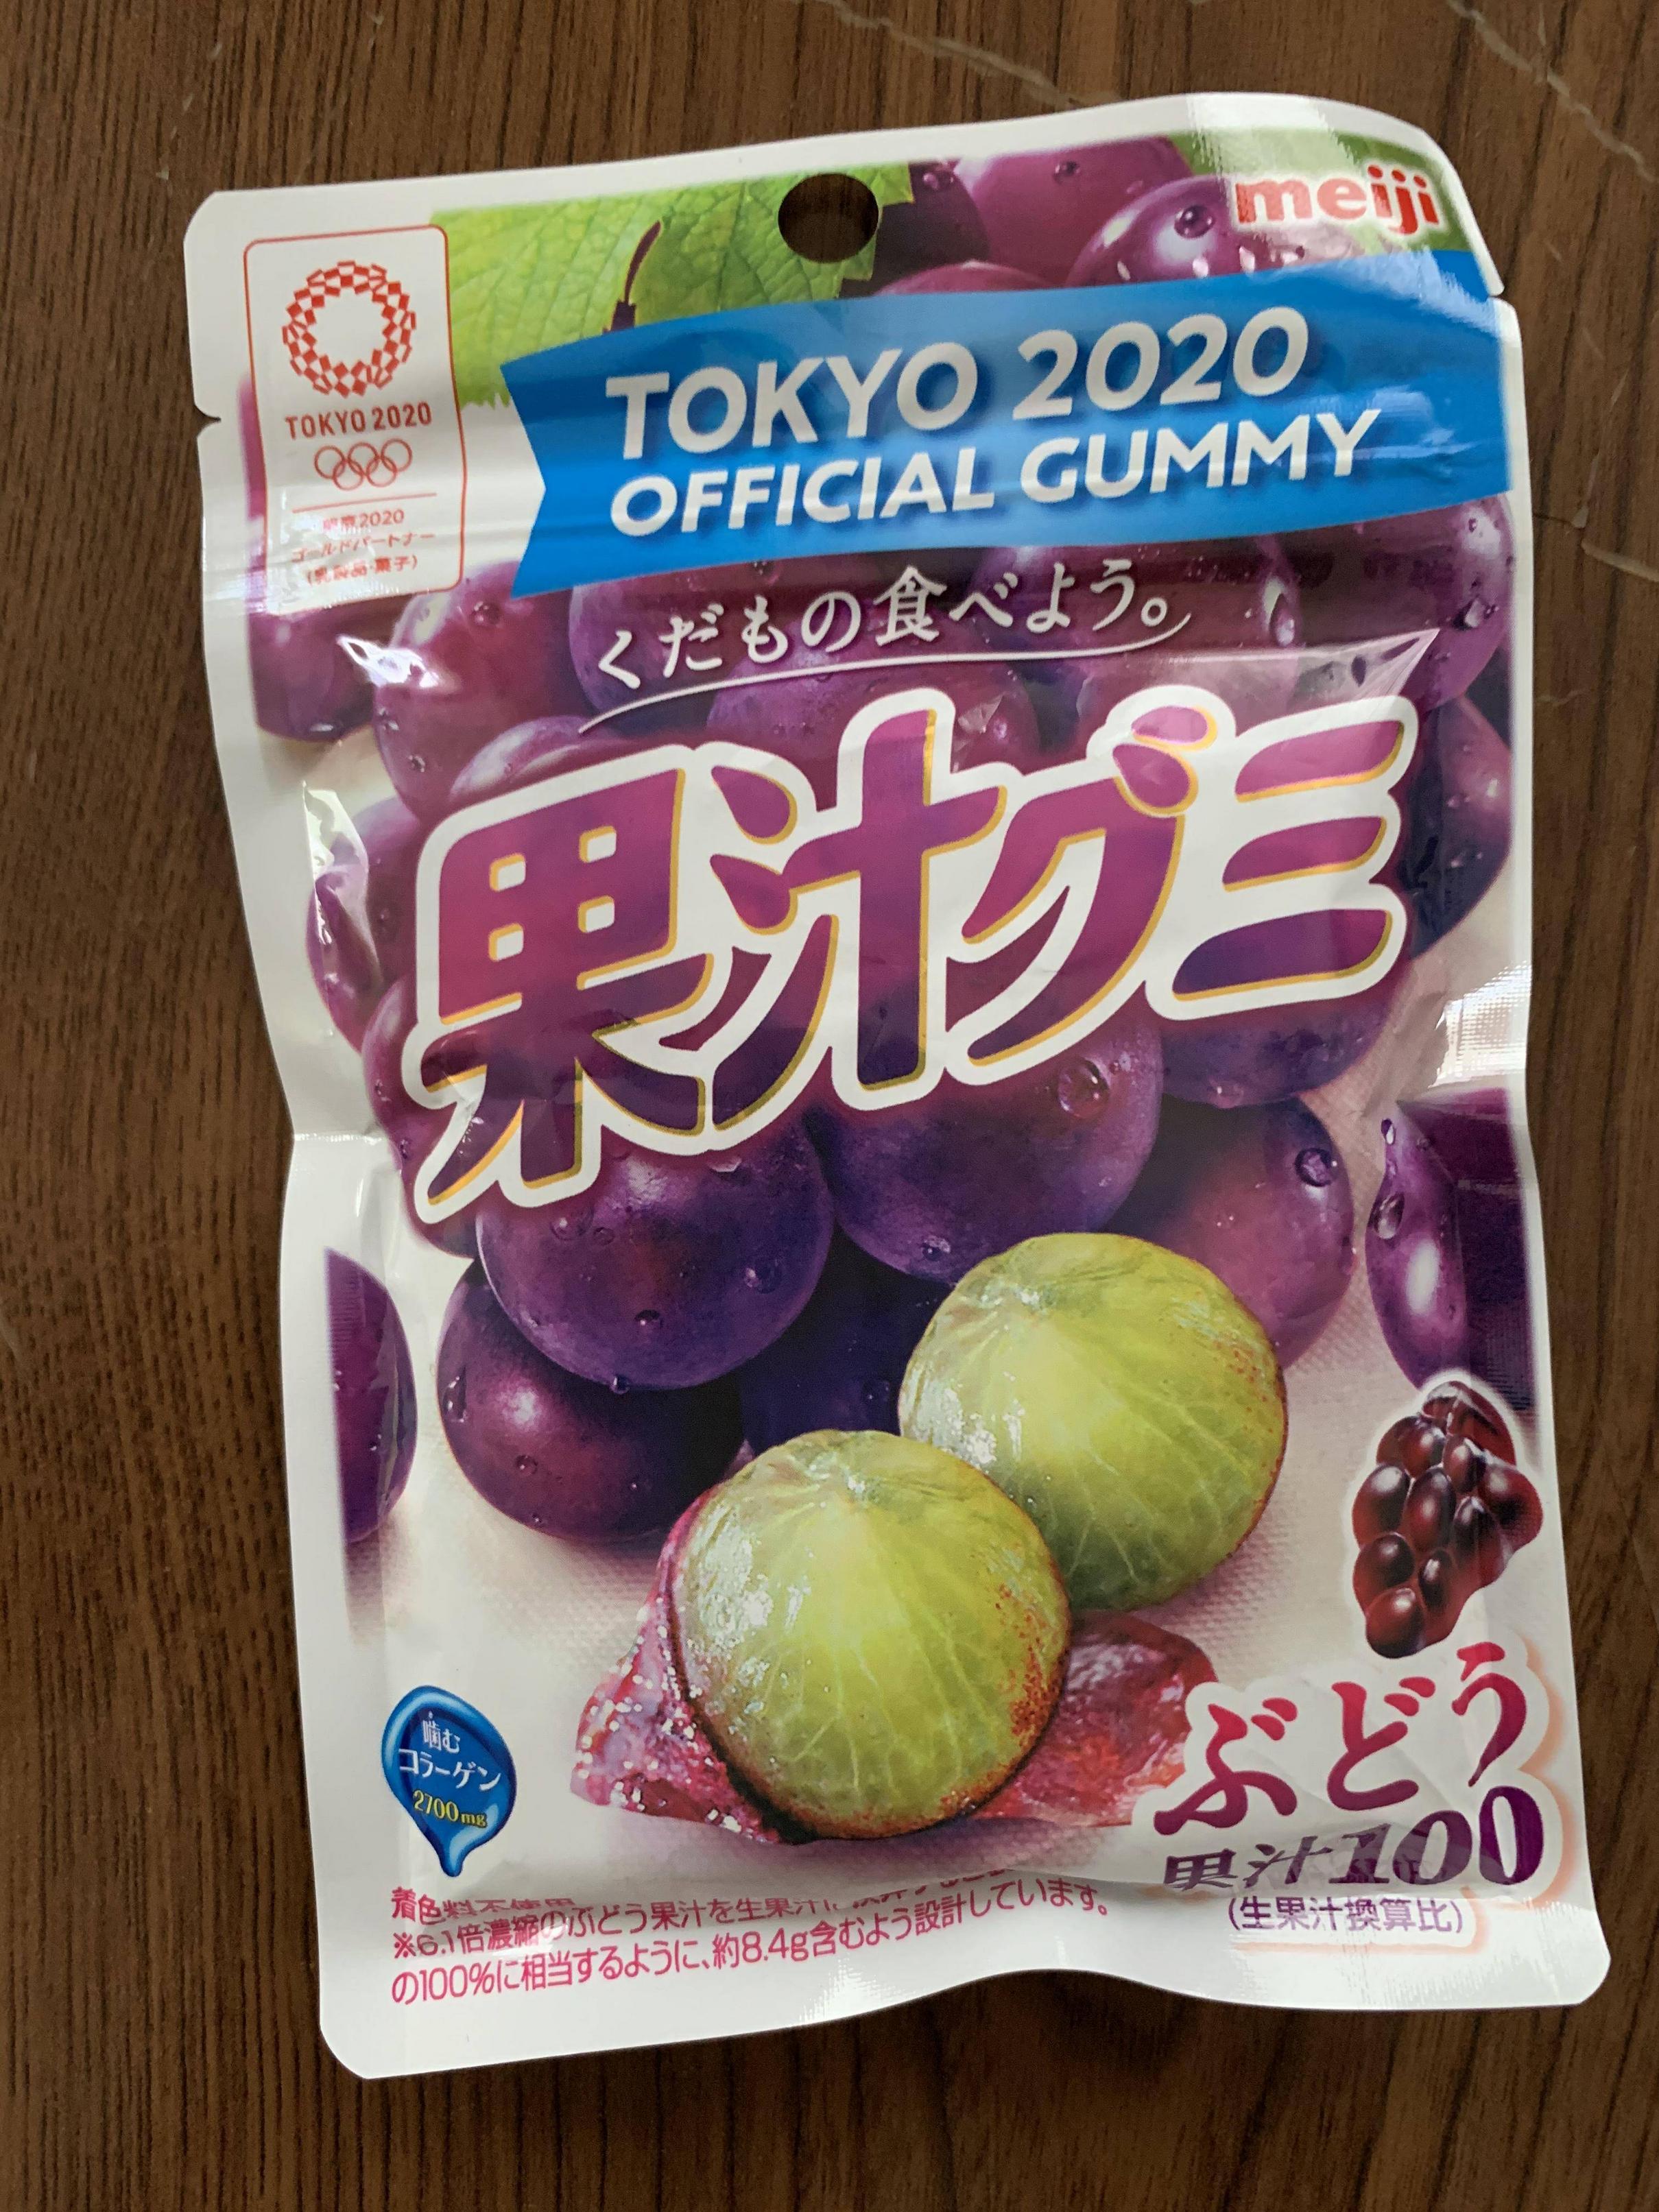 meiji
TOKYO 2020
東京2020
ゴールドパートナー
(乳製品・菓子)
TOKYO 2020
OFFICIAL GUMMY
くだもの食べよう。
果汁グミ
ぶどう
果汁100
(生果汁換算比)
噛む
コラーゲン
2700mg
着色料不使用
※6.1倍濃縮のぶどう果汁を生果汁
の100%に相当するように、約8.4g含むよう設計しています。